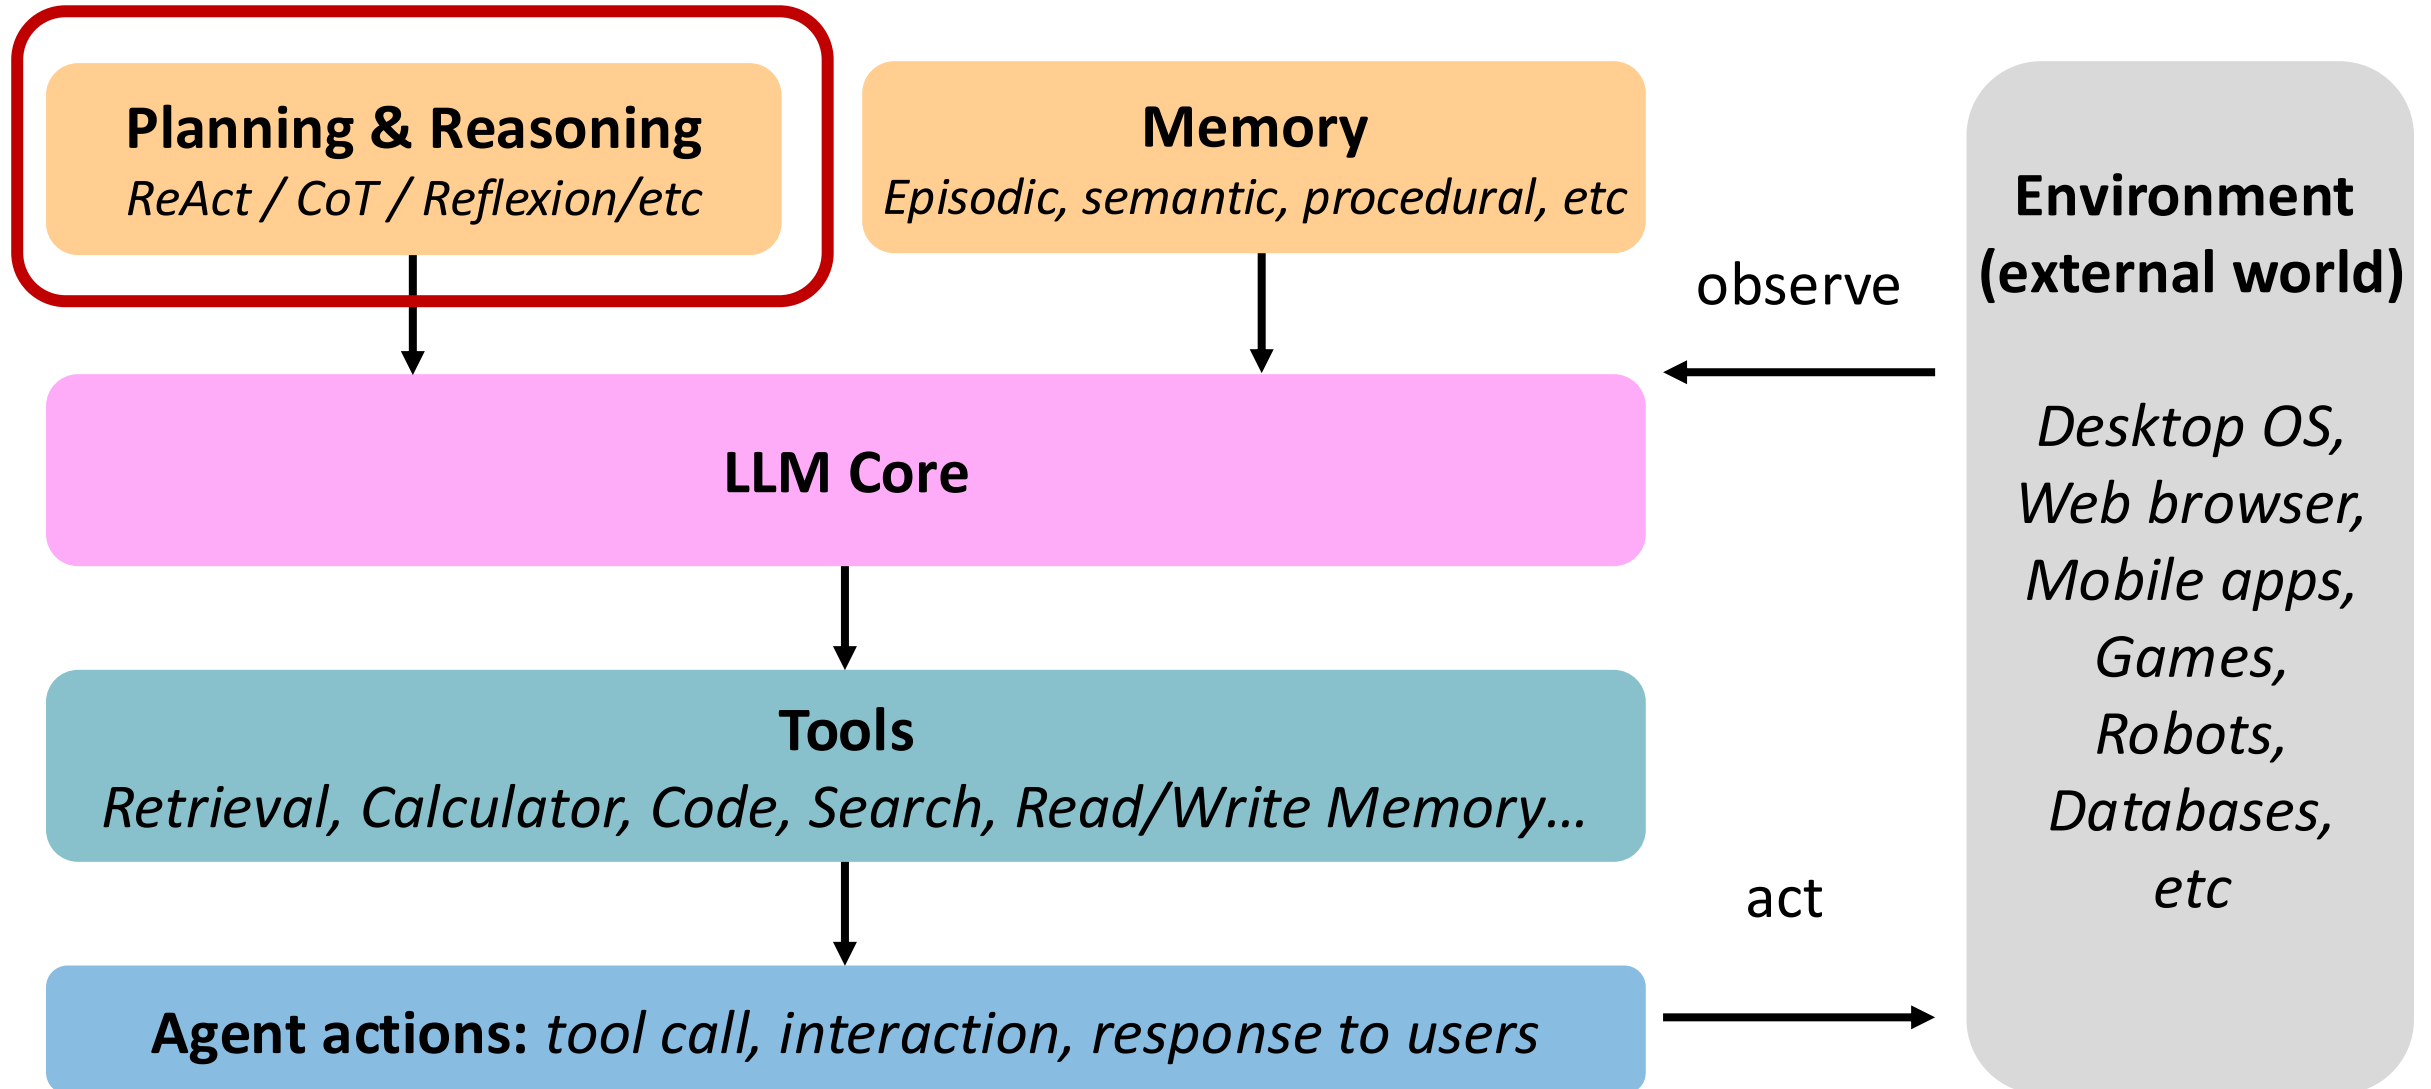 Planning & Reasoning
ReAct / CoT / Reflexion/etc
Memory
Episodic, semantic, procedural, etc
observe
Environment
(external world)
Desktop OS,
Web browser,
Mobile apps,
Games,
Robots,
Databases,
etc
LLM Core
Tools
Retrieval, Calculator, Code, Search, Read/Write Memory...
act
Agent actions: tool call, interaction, response to users